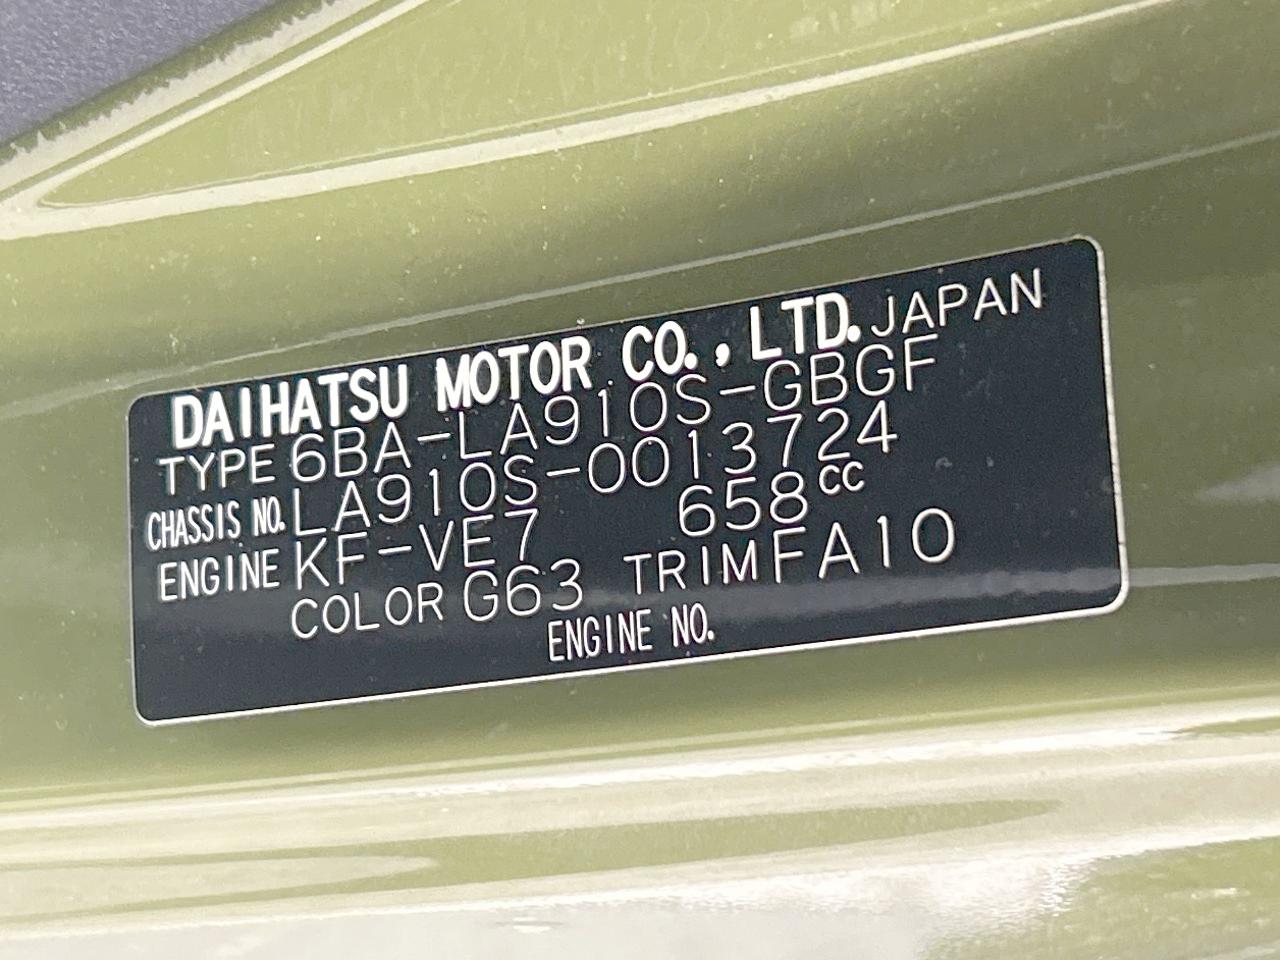 DAIHATSU MOTOR CO., LTD. JAPAN
TYPE 6BA-LA910S-GBGF
CHASSIS NO. LA910S-0013724
ENGINE KF-VE7 658cc
COLOR G63 TRIM FA10
ENGINE NO.